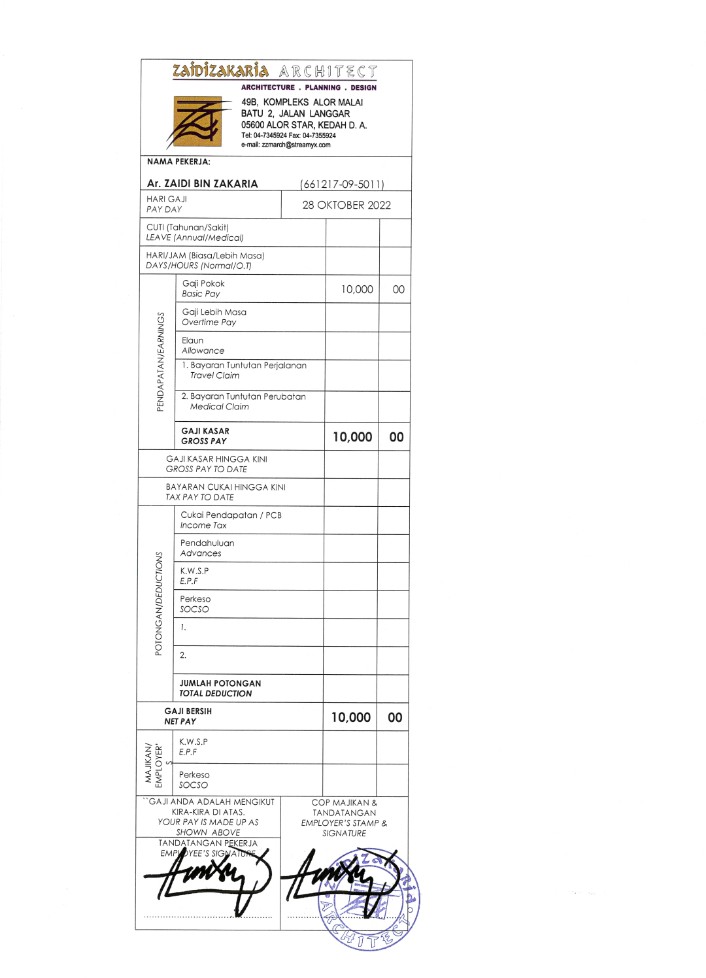 ZAIDIZAKARIA ARCHITECT
ARCHITECTURE . PLANNING . DESIGN
49B, KOMPLEKS ALOR MALAI
BATU 2, JALAN LANGGAR
05600 ALOR STAR, KEDAH D. A.
Tel: 04-7345924 Fax: 04-7355924
e-mail: zzmarch@streamyx.com
NAMA PEKERJA:
Ar. ZAIDI BIN ZAKARIA (661217-09-5011)
HARI GAJI
PAY DAY
28 OKTOBER 2022
CUTI (Tahunan/Sakit)
LEAVE (Annual/Medical)
HARI/JAM (Biasa/Lebih Masa)
DAYS/HOURS (Normal/O.T)
PENDAPATAN/EARNINGS
Gaji Pokok
Basic Pay
10,000 00
Gaji Lebih Masa
Overtime Pay
Elaun
Allowance
1. Bayaran Tuntutan Perjalanan
Travel Claim
2. Bayaran Tuntutan Perubatan
Medical Claim
GAJI KASAR
GROSS PAY
10,000 00
GAJI KASAR HINGGA KINI
GROSS PAY TO DATE
BAYARAN CUKAI HINGGA KINI
TAX PAY TO DATE
POTONGAN/DEDUCTIONS
Cukai Pendapatan / PCB
Income Tax
Pendahuluan
Advances
K.W.S.P
E.P.F
Perkeso
SOCSO
1.
2.
JUMLAH POTONGAN
TOTAL DEDUCTION
GAJI BERSIH
NET PAY
10,000 00
MAJIKAN/
EMPLOYER'
s
K.W.S.P
E.P.F
Perkeso
SOCSO
``GAJI ANDA ADALAH MENGIKUT
KIRA-KIRA DI ATAS.
YOUR PAY IS MADE UP AS
SHOWN ABOVE
TANDATANGAN PEKERJA
EMPLOYEE'S SIGNATURE
COP MAJIKAN &
TANDATANGAN
EMPLOYER'S STAMP &
SIGNATURE
ZaidiZakaria
ARCHITECT